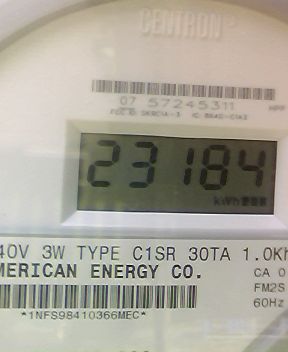 CENTRON
07 57245311
23184
kWh
40V 3W TYPE C1SR 30TA 1.0Kh
MERICAN ENERGY CO.
CA 0
FM2S
60Hz
*1NFS98410366MEC*